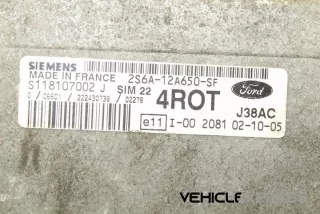 SIEMENS
MADE IN FRANCE 2S6A-12A650-SF
S118107002 J SIM 22 4ROT
Ford
J38AC
e11 I-00 2081 02-10-05
VEHICLE